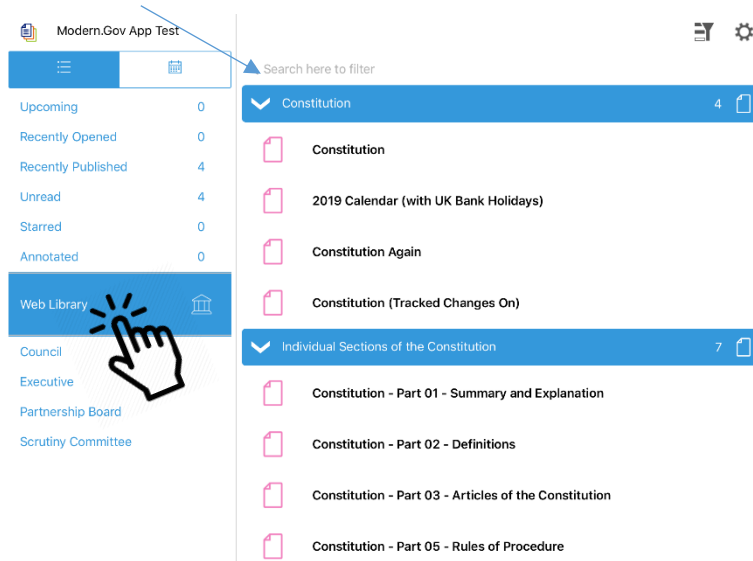 Modern.Gov App Test
Upcoming 0
Recently Opened 0
Recently Published 4
Unread 4
Starred 0
Annotated 0
Web Library
Council
Executive
Partnership Board
Scrutiny Committee
Search here to filter
Constitution 4
Constitution
2019 Calendar (with UK Bank Holidays)
Constitution Again
Constitution (Tracked Changes On)
Individual Sections of the Constitution 7
Constitution - Part 01 - Summary and Explanation
Constitution - Part 02 - Definitions
Constitution - Part 03 - Articles of the Constitution
Constitution - Part 05 - Rules of Procedure